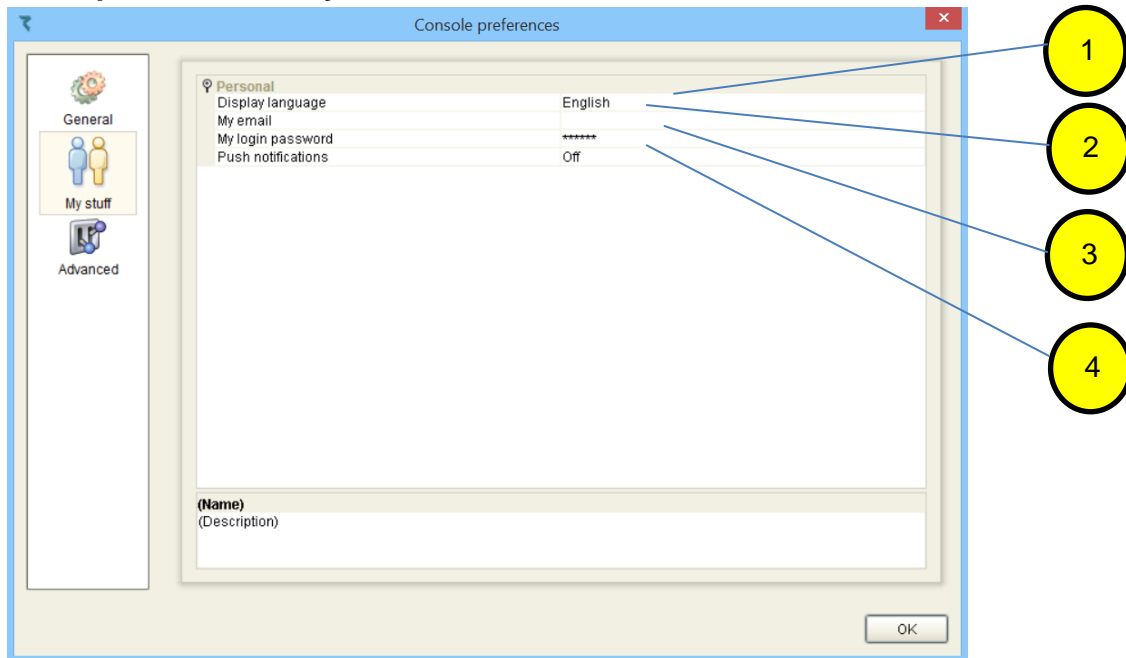 Console preferences
General
My stuff
Advanced
Personal
Display language English
My email
My login password ******
Push notifications Off
(Name)
(Description)
OK
1
2
3
4